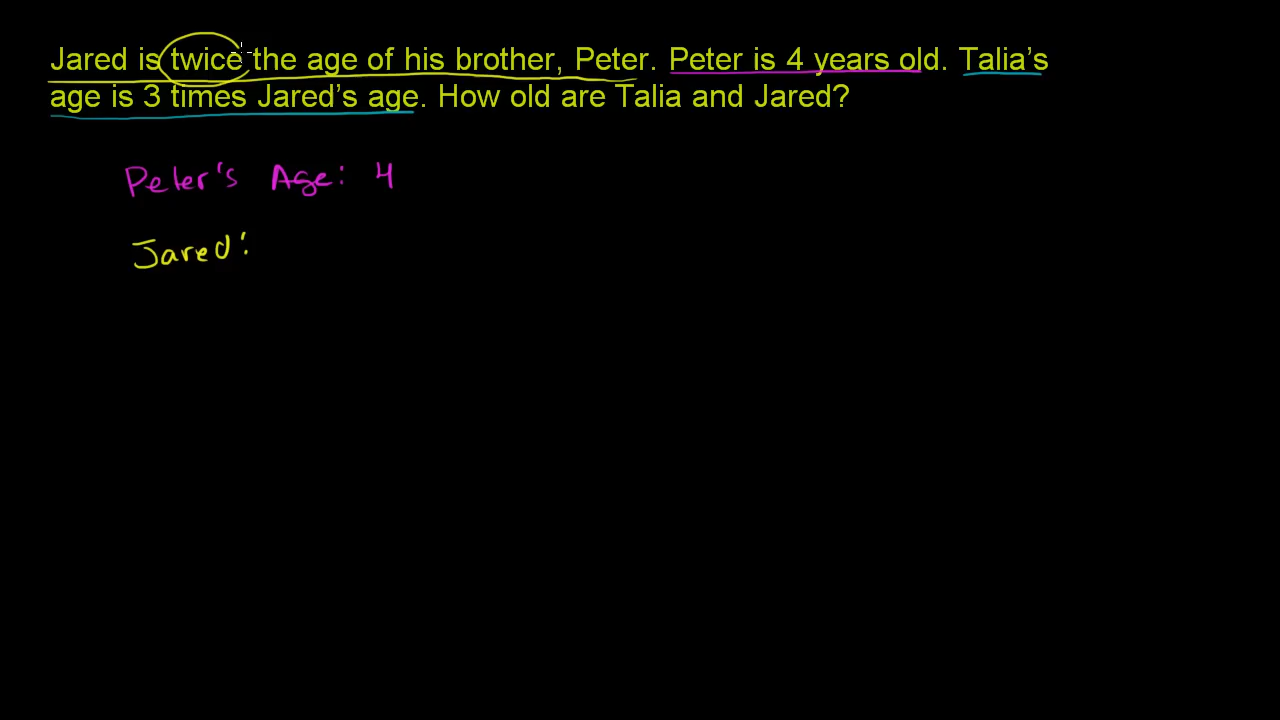 Jared is twice the age of his brother, Peter. Peter is 4 years old. Talia’s
age is 3 times Jared’s age. How old are Talia and Jared?
Peter's Age: 4
Jared: